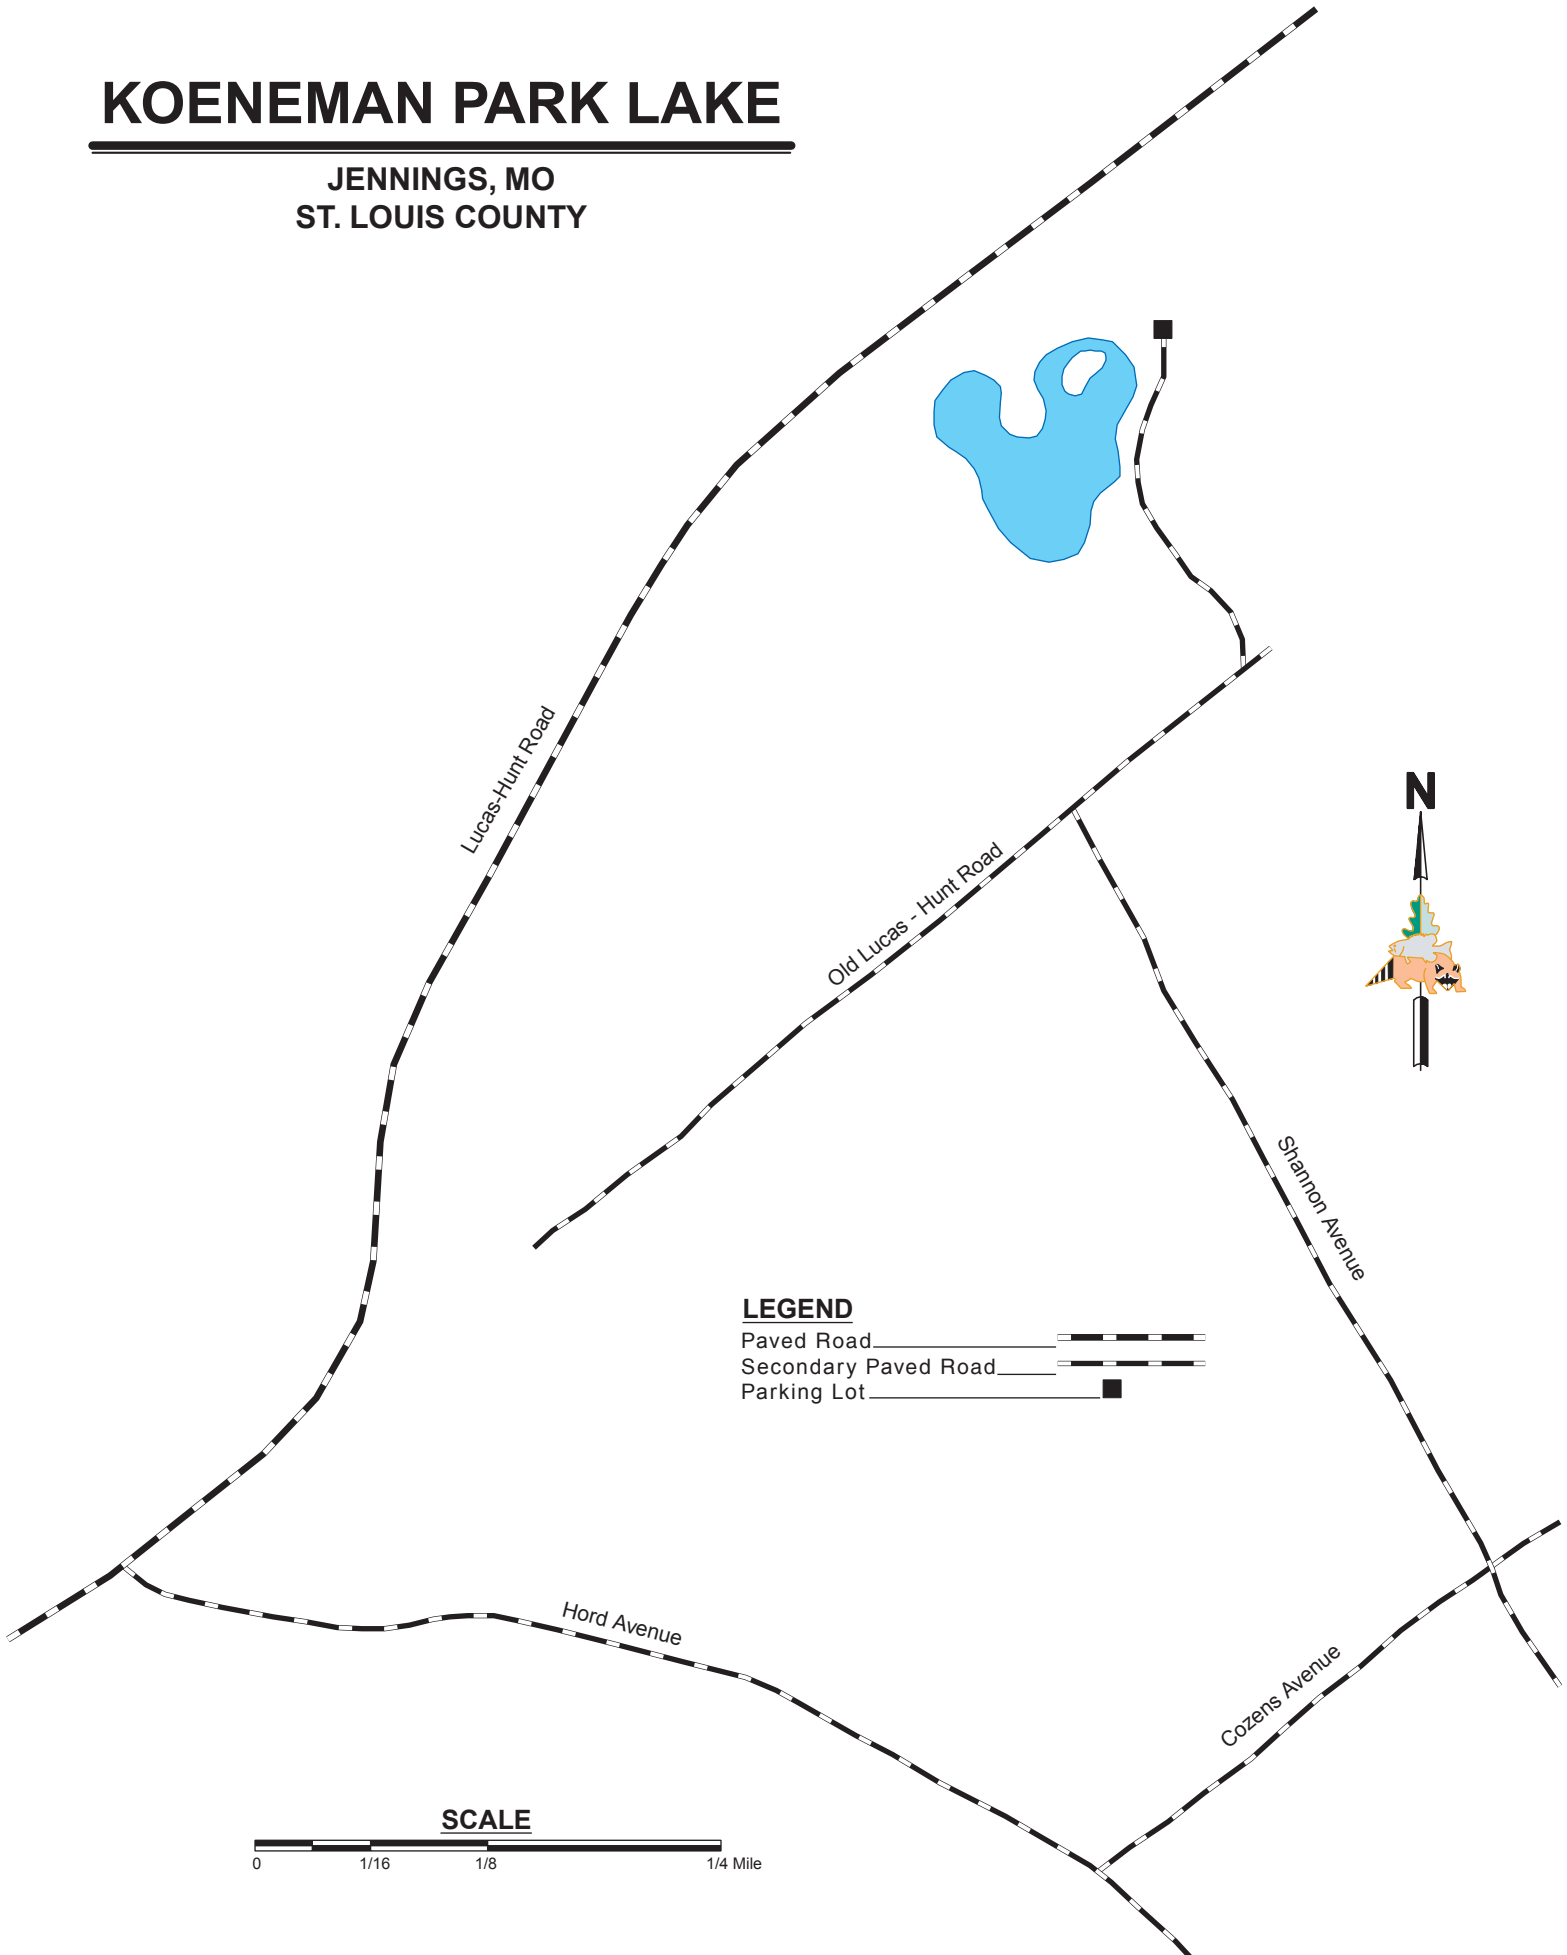 KOENEMAN PARK LAKE
JENNINGS, MO
ST. LOUIS COUNTY
Lucas-Hunt Road
Old Lucas - Hunt Road
N
Shannon Avenue
LEGEND
Paved Road
Secondary Paved Road
Parking Lot
Hord Avenue
Cozens Avenue
SCALE
0 1/16 1/8 1/4 Mile